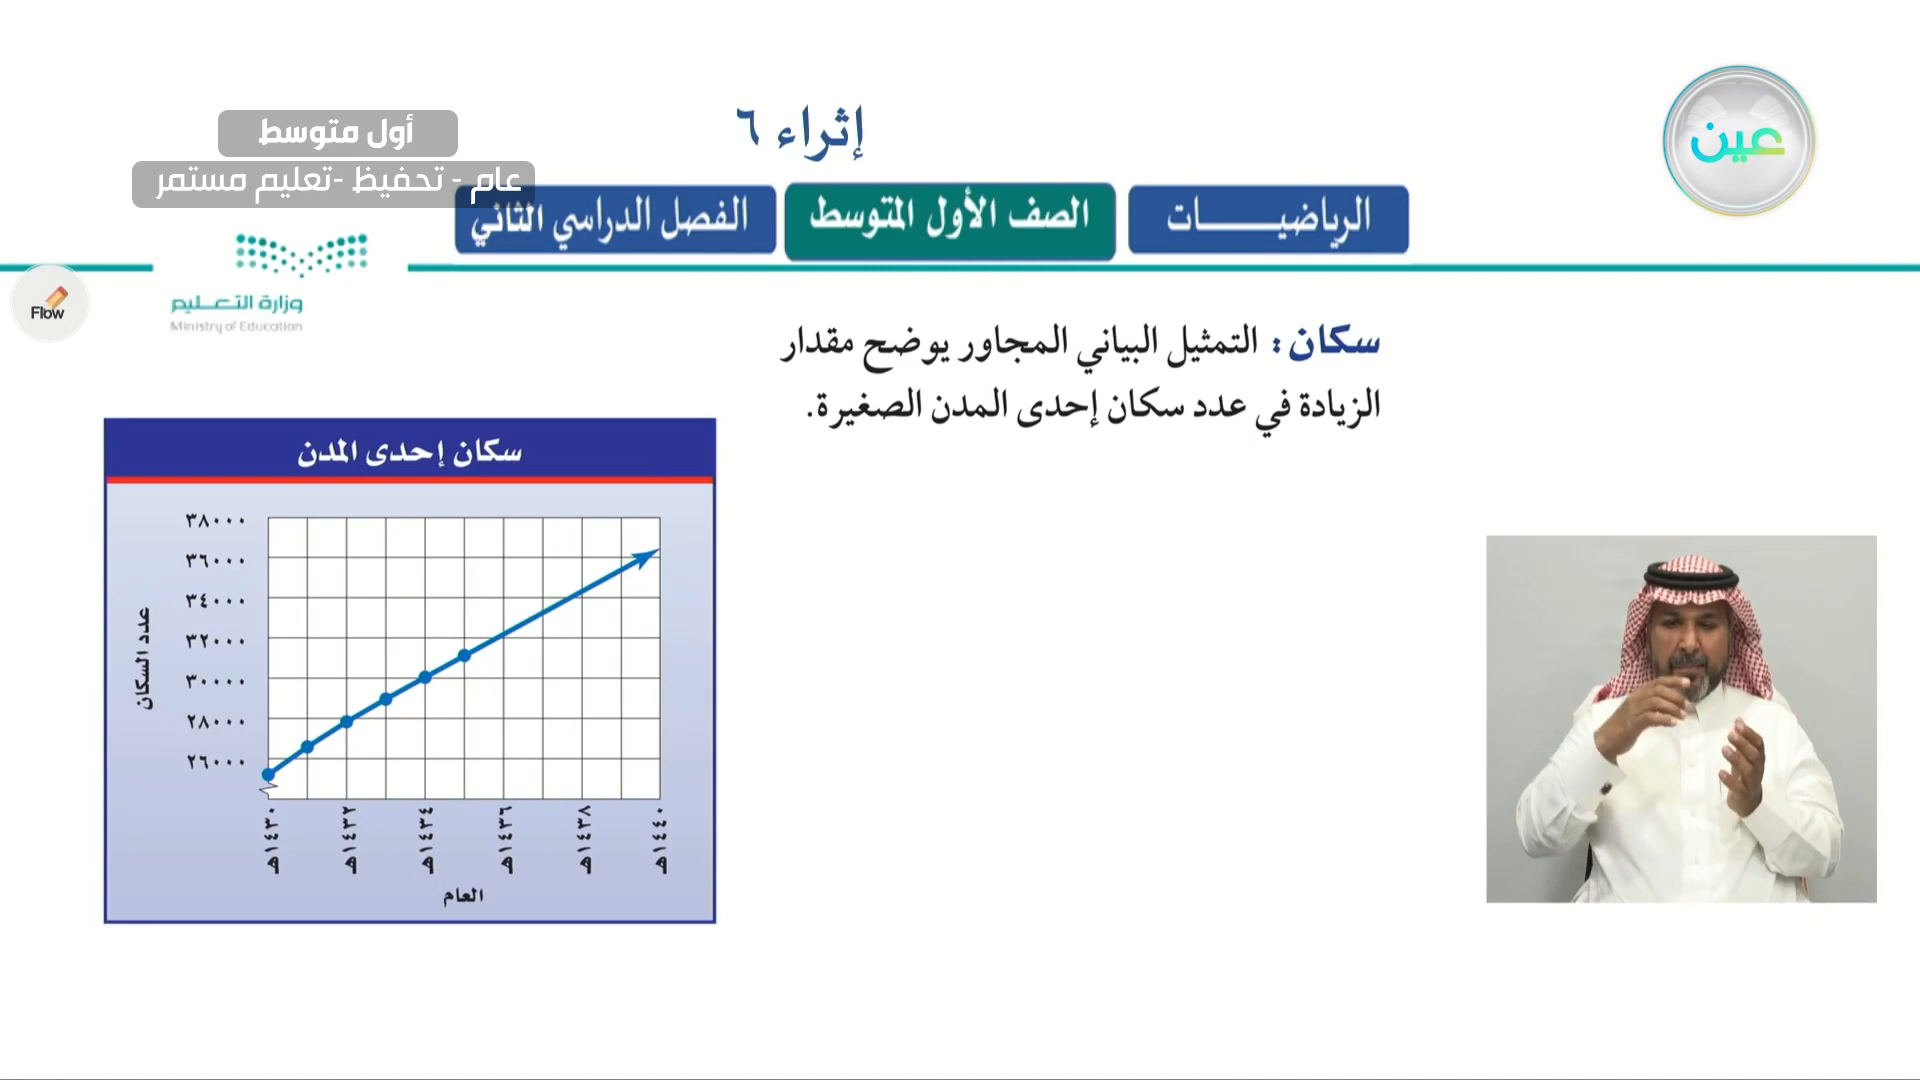 إثراء ٦
عين
أول متوسط
عام - تحفيظ -تعليم مستمر
الرياضيـــــــات
الصف الأول المتوسط
الفصل الدراسي الثاني
وزارة التعليم
Ministry of Education
Flow
سكان : التمثيل البياني المجاور يوضح مقدار
الزيادة في عدد سكان إحدى المدن الصغيرة.
سكان إحدى المدن
٣٨٠٠٠
٣٦٠٠٠
٣٤٠٠٠
٣٢٠٠٠
٣٠٠٠٠
٢٨٠٠٠
٢٦٠٠٠
عدد السكان
١٤٣٠هـ
١٤٣٢هـ
١٤٣٤هـ
١٤٣٦هـ
١٤٣٨هـ
١٤٤٠هـ
العام